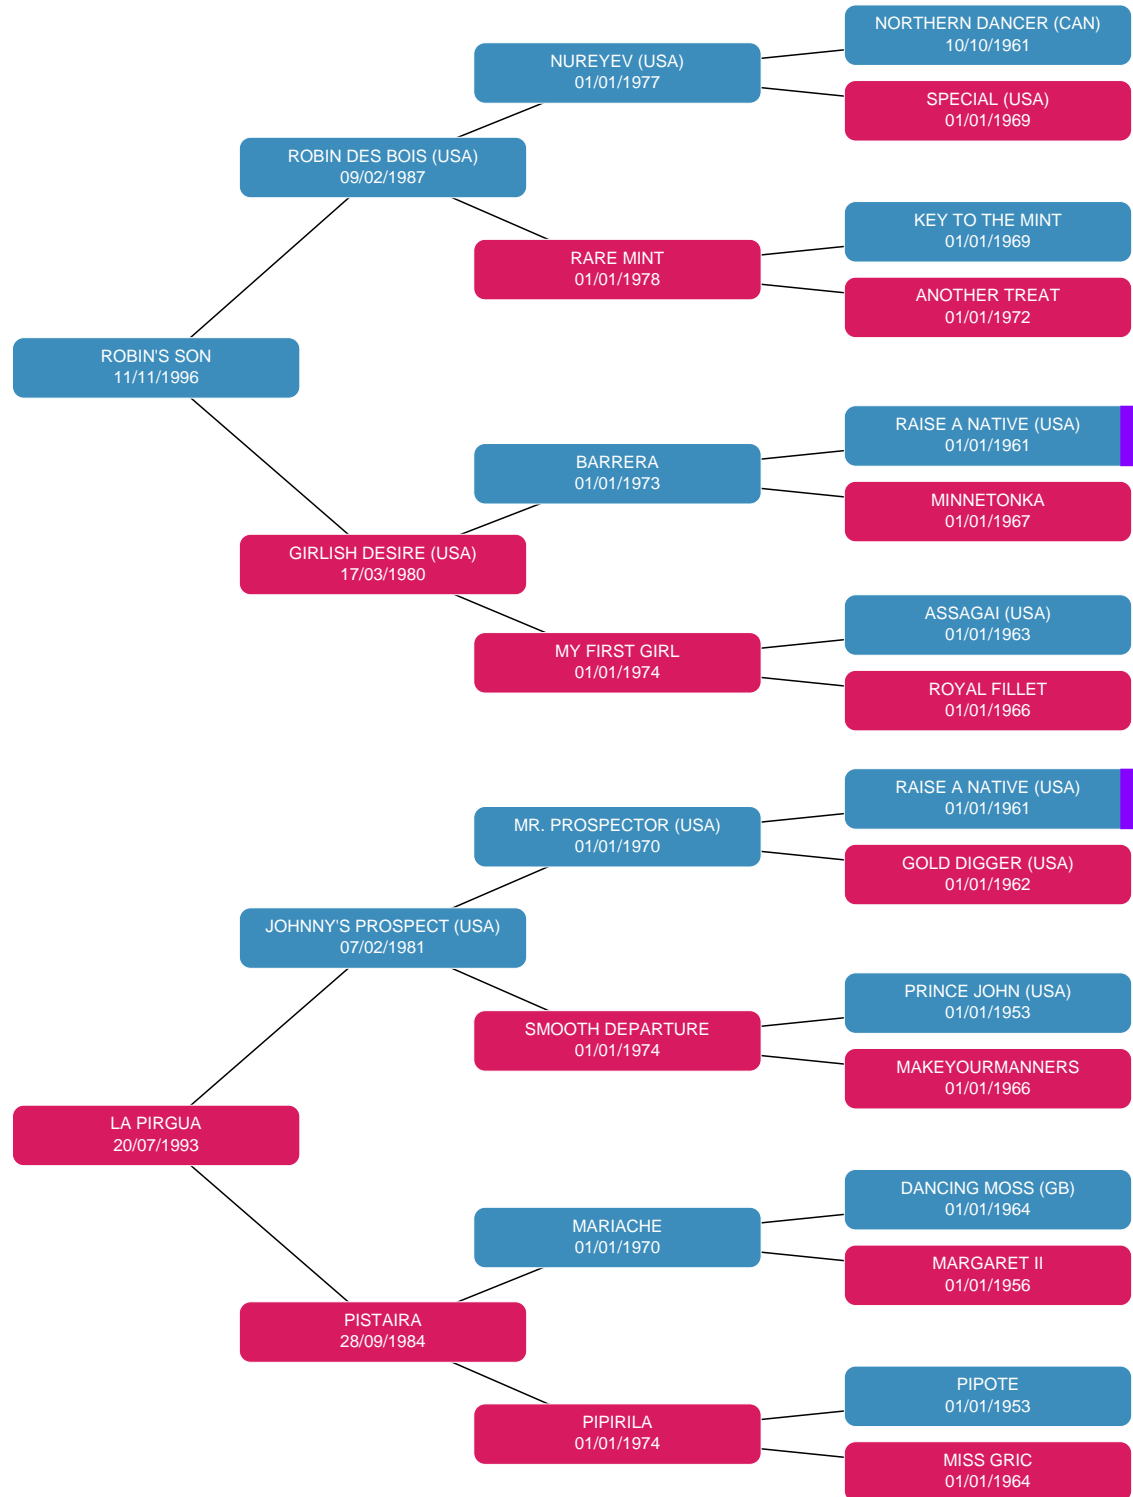 NORTHERN DANCER (CAN)
10/10/1961
NUREYEV (USA)
01/01/1977
SPECIAL (USA)
01/01/1969
ROBIN DES BOIS (USA)
09/02/1987
KEY TO THE MINT
01/01/1969
RARE MINT
01/01/1978
ANOTHER TREAT
01/01/1972
ROBIN'S SON
11/11/1996
RAISE A NATIVE (USA)
01/01/1961
BARRERA
01/01/1973
MINNETONKA
01/01/1967
GIRLISH DESIRE (USA)
17/03/1980
ASSAGAI (USA)
01/01/1963
MY FIRST GIRL
01/01/1974
ROYAL FILLET
01/01/1966
RAISE A NATIVE (USA)
01/01/1961
MR. PROSPECTOR (USA)
01/01/1970
GOLD DIGGER (USA)
01/01/1962
JOHNNY'S PROSPECT (USA)
07/02/1981
PRINCE JOHN (USA)
01/01/1953
SMOOTH DEPARTURE
01/01/1974
MAKEYOURMANNERS
01/01/1966
LA PIRGUA
20/07/1993
DANCING MOSS (GB)
01/01/1964
MARIACHE
01/01/1970
MARGARET II
01/01/1956
PISTAIRA
28/09/1984
PIPOTE
01/01/1953
PIPIRILA
01/01/1974
MISS GRIC
01/01/1964